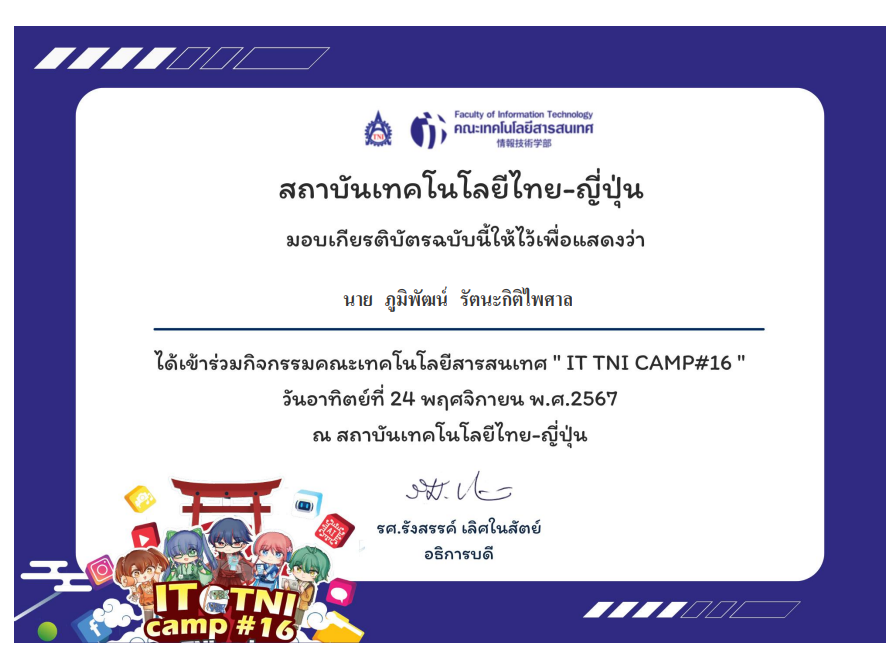 TNI
Faculty of Information Technology
คณะเทคโนโลยีสารสนเทศ
情報技術学部
สถาบันเทคโนโลยีไทย-ญี่ปุ่น
มอบเกียรติบัตรฉบับนี้ให้ไว้เพื่อแสดงว่า
นาย ภูมิพัฒน์ รัตนะกิติไพศาล
ได้เข้าร่วมกิจกรรมคณะเทคโนโลยีสารสนเทศ " IT TNI CAMP#16 "
วันอาทิตย์ที่ 24 พฤศจิกายน พ.ศ.2567
ณ สถาบันเทคโนโลยีไทย-ญี่ปุ่น
รศ.รังสรรค์ เลิศในสัตย์
อธิการบดี
AI
IT TNI
camp #16